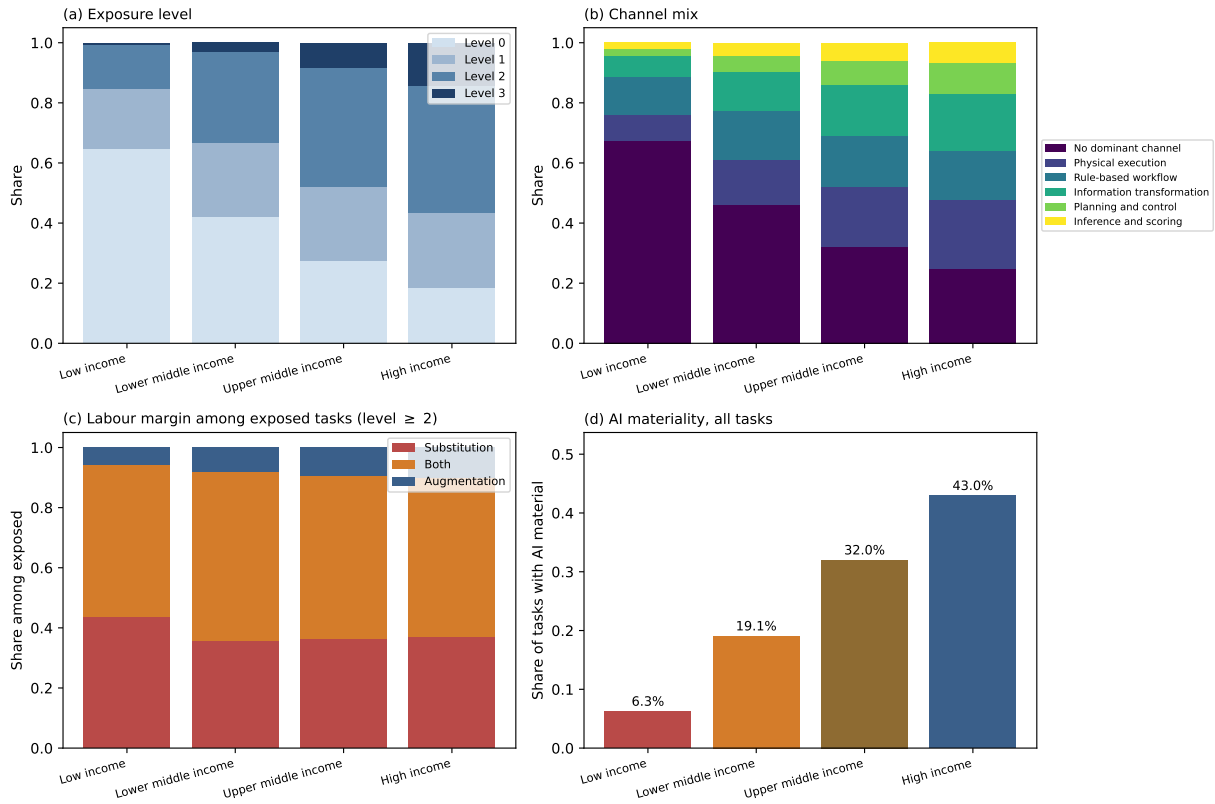 (a) Exposure level
Share
1.0
0.8
0.6
0.4
0.2
0.0
Level 0
Level 1
Level 2
Level 3
Low income
Lower middle income
Upper middle income
High income
(b) Channel mix
Share
1.0
0.8
0.6
0.4
0.2
0.0
Low income
Lower middle income
Upper middle income
High income
No dominant channel
Physical execution
Rule-based workflow
Information transformation
Planning and control
Inference and scoring
(c) Labour margin among exposed tasks (level ≥ 2)
Share among exposed
1.0
0.8
0.6
0.4
0.2
0.0
Substitution
Both
Augmentation
Low income
Lower middle income
Upper middle income
High income
(d) AI materiality, all tasks
Share of tasks with AI material
0.5
0.4
0.3
0.2
0.1
0.0
6.3%
19.1%
32.0%
43.0%
Low income
Lower middle income
Upper middle income
High income